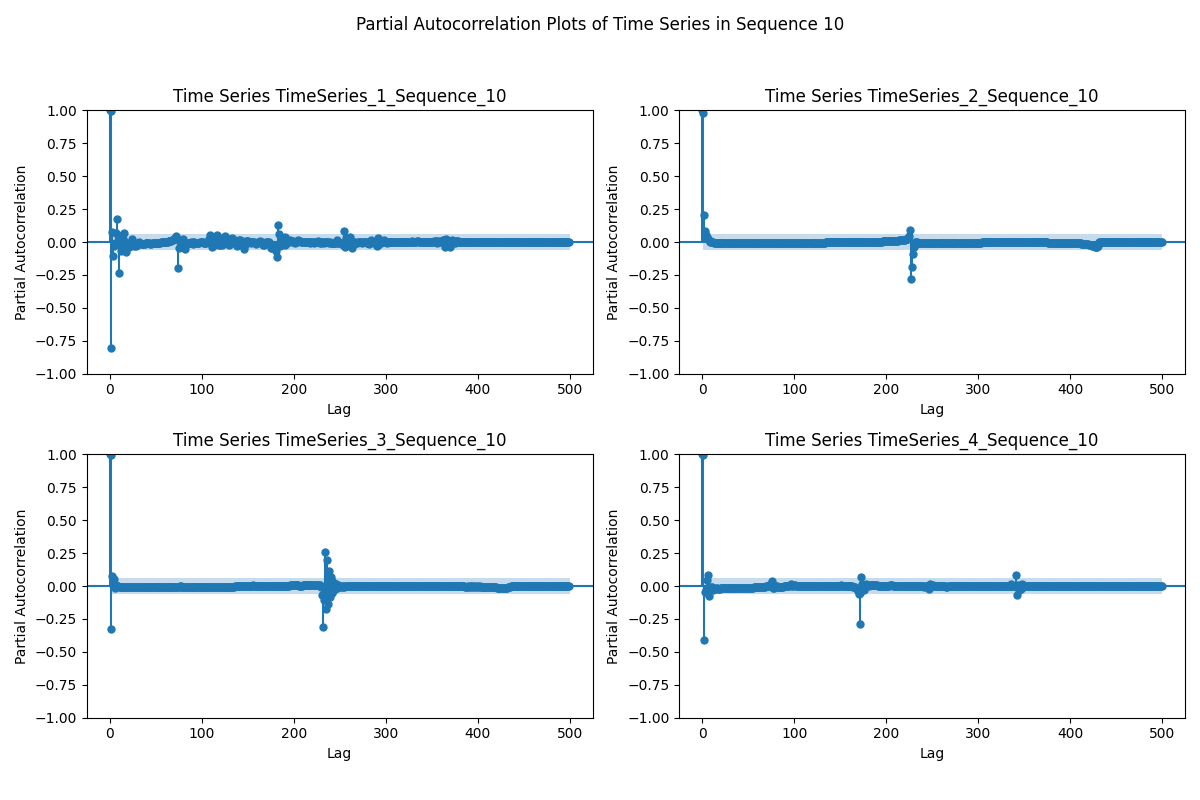 Partial Autocorrelation Plots of Time Series in Sequence 10
Time Series TimeSeries_1_Sequence_10
1.00
0.75
0.50
0.25
0.00
−0.25
−0.50
−0.75
−1.00
Partial Autocorrelation
0 100 200 300 400 500
Lag
Time Series TimeSeries_2_Sequence_10
1.00
0.75
0.50
0.25
0.00
−0.25
−0.50
−0.75
−1.00
Partial Autocorrelation
0 100 200 300 400 500
Lag
Time Series TimeSeries_3_Sequence_10
1.00
0.75
0.50
0.25
0.00
−0.25
−0.50
−0.75
−1.00
Partial Autocorrelation
0 100 200 300 400 500
Lag
Time Series TimeSeries_4_Sequence_10
1.00
0.75
0.50
0.25
0.00
−0.25
−0.50
−0.75
−1.00
Partial Autocorrelation
0 100 200 300 400 500
Lag